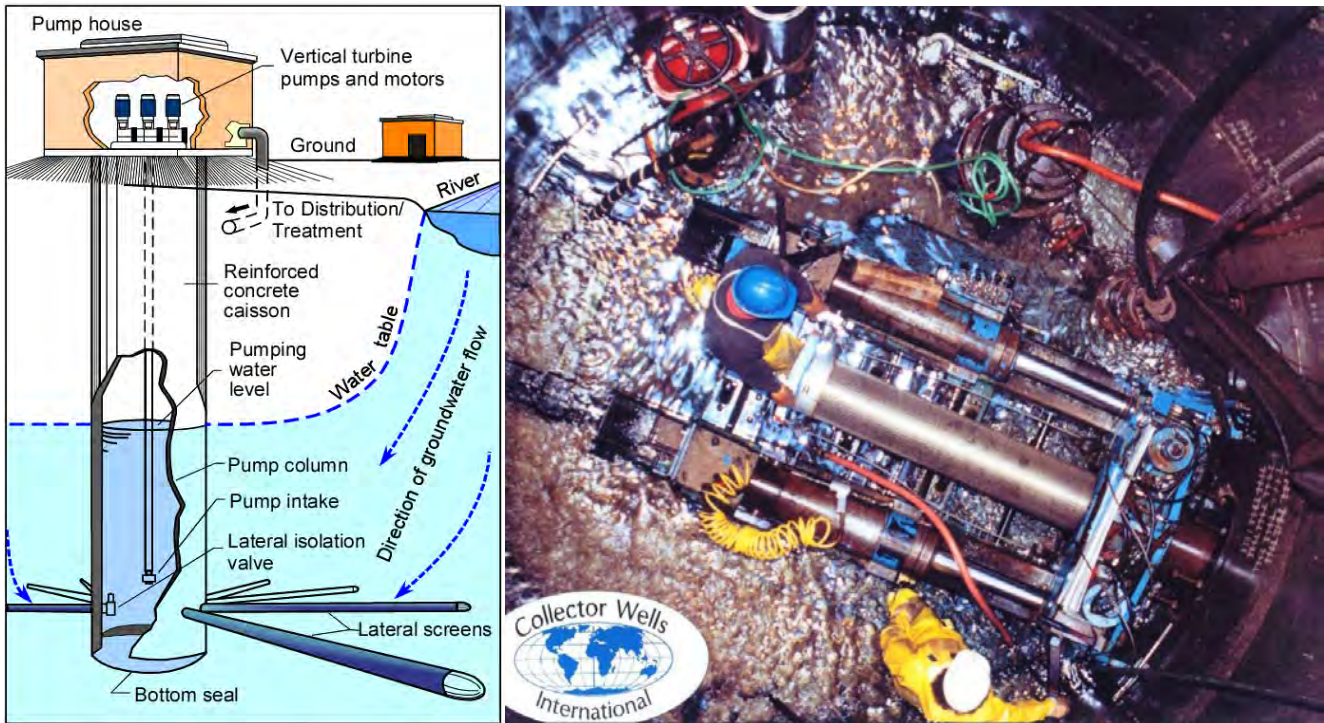 Pump house
Vertical turbine
pumps and motors
Ground
River
To Distribution/
Treatment
Reinforced
concrete
caisson
Pumping
water
level
Water table
Direction of groundwater flow
Pump column
Pump intake
Lateral isolation
valve
Lateral screens
Bottom seal
Collector Wells
International